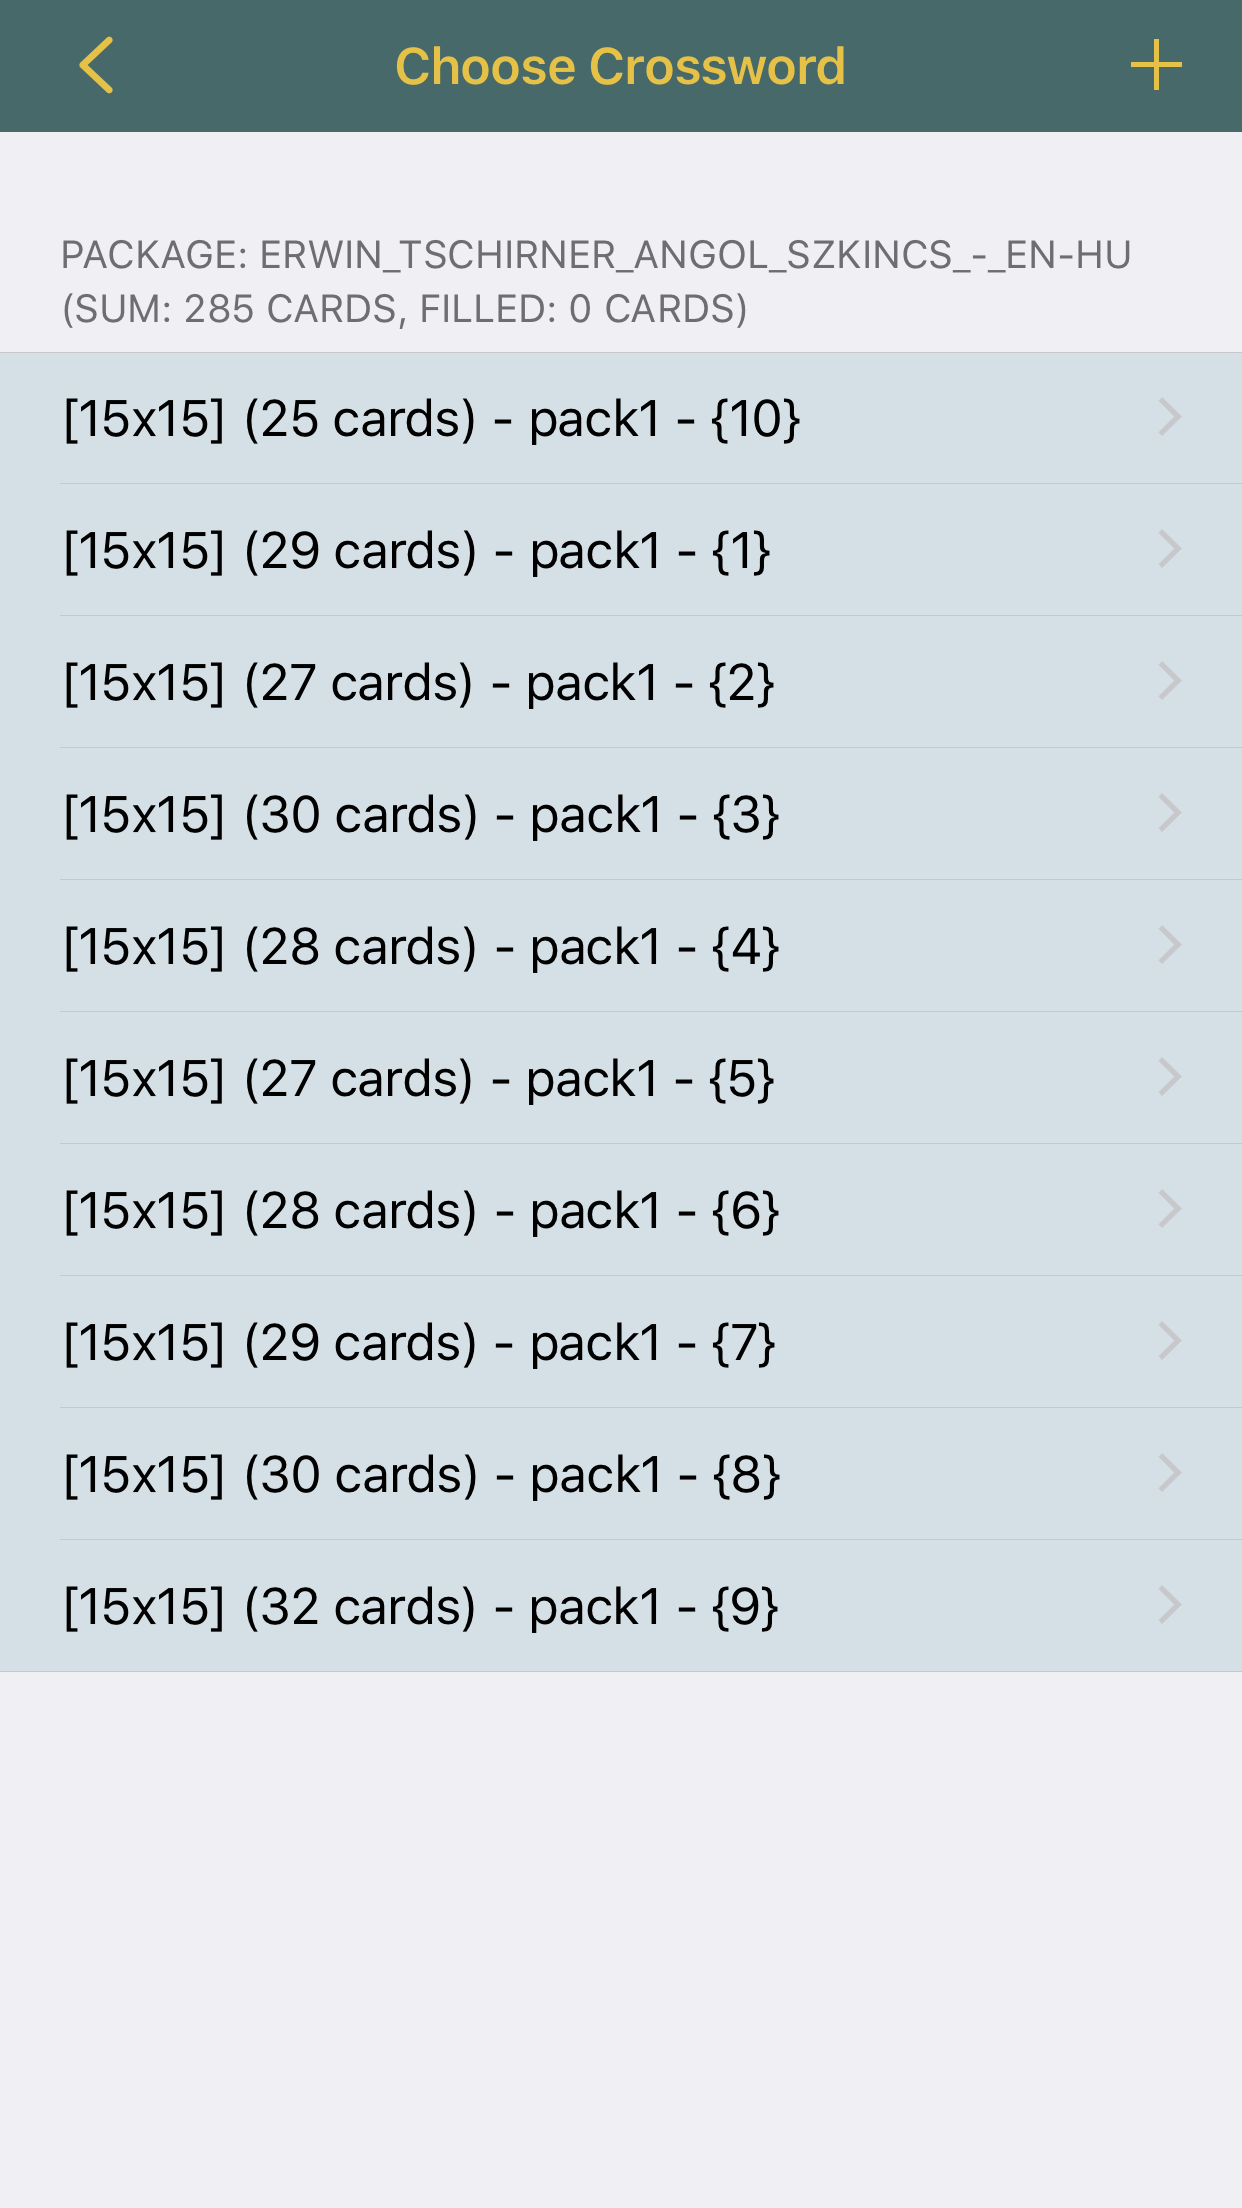 Choose Crossword
PACKAGE: ERWIN_TSCHIRNER_ANGOL_SZKINCS_-_EN-HU
(SUM: 285 CARDS, FILLED: 0 CARDS)
[15x15] (25 cards) - pack1 - {10}
[15x15] (29 cards) - pack1 - {1}
[15x15] (27 cards) - pack1 - {2}
[15x15] (30 cards) - pack1 - {3}
[15x15] (28 cards) - pack1 - {4}
[15x15] (27 cards) - pack1 - {5}
[15x15] (28 cards) - pack1 - {6}
[15x15] (29 cards) - pack1 - {7}
[15x15] (30 cards) - pack1 - {8}
[15x15] (32 cards) - pack1 - {9}